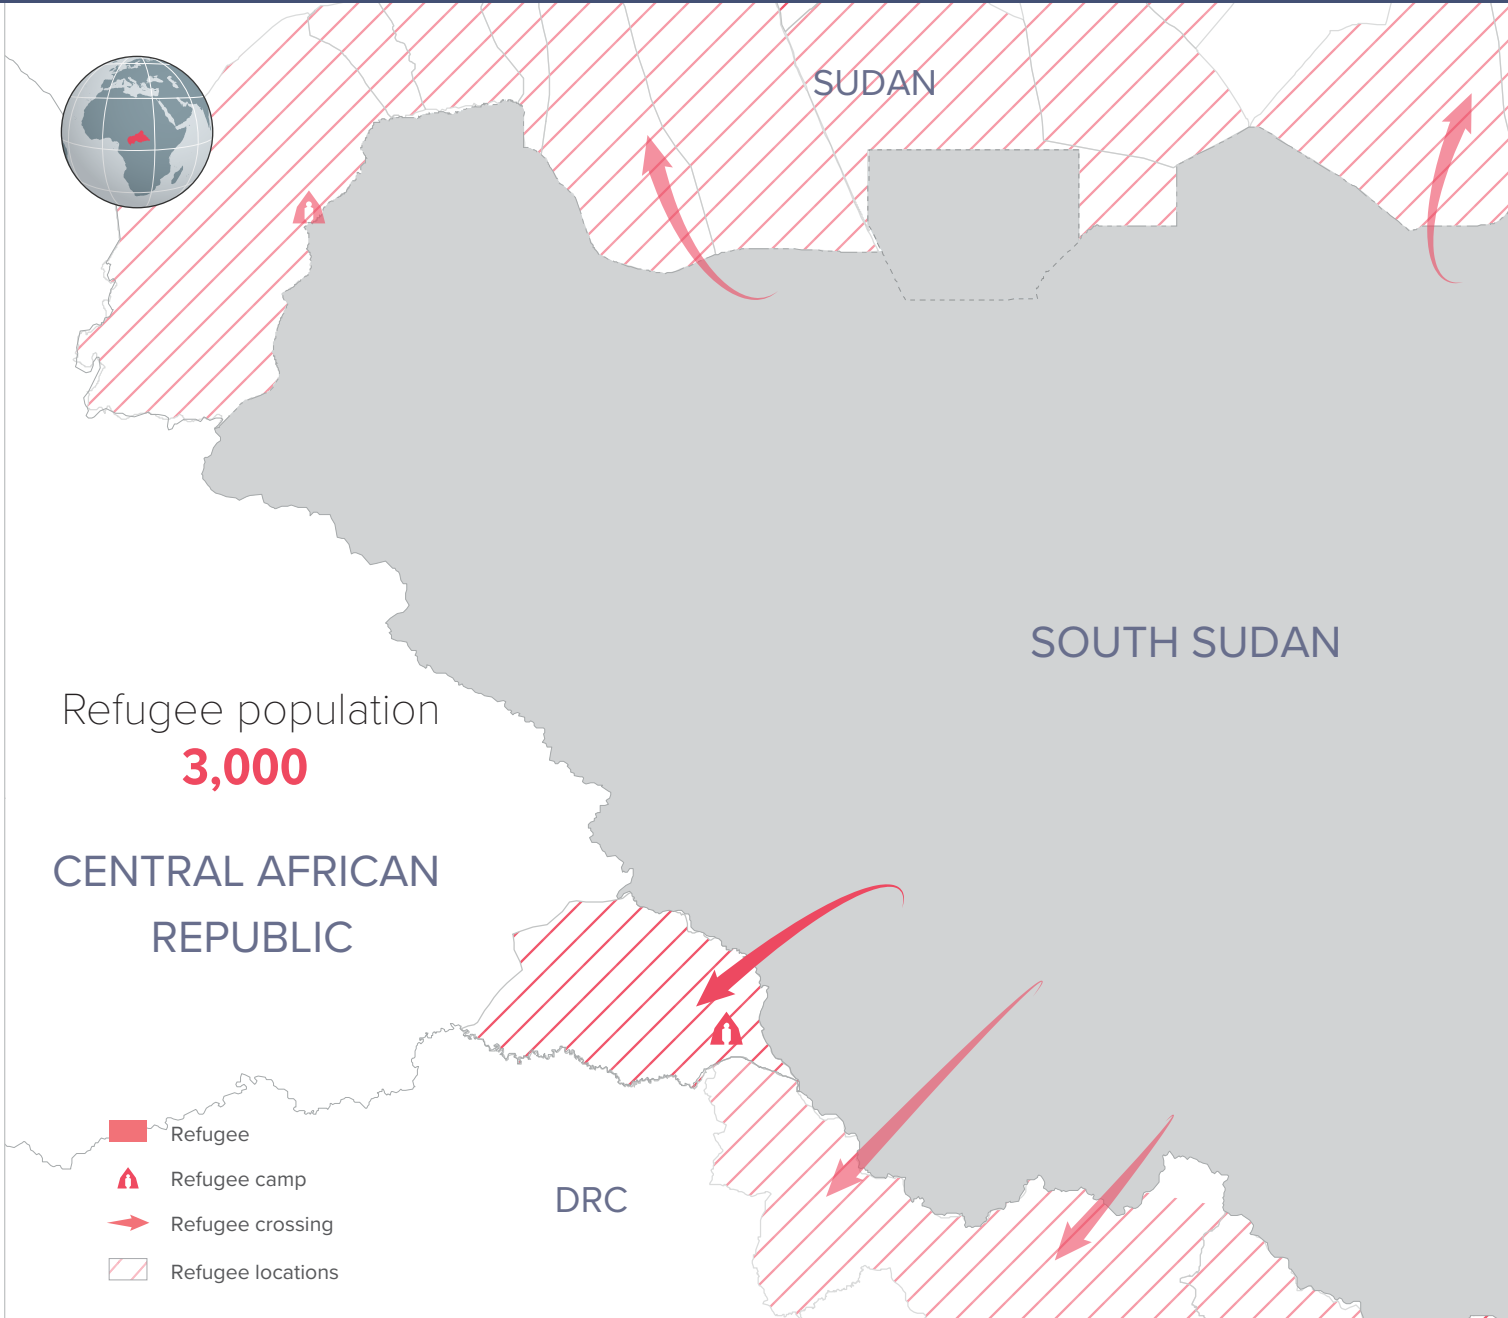 SUDAN
SOUTH SUDAN
Refugee population
3,000
CENTRAL AFRICAN
REPUBLIC
Refugee
Refugee camp
Refugee crossing
Refugee locations
DRC